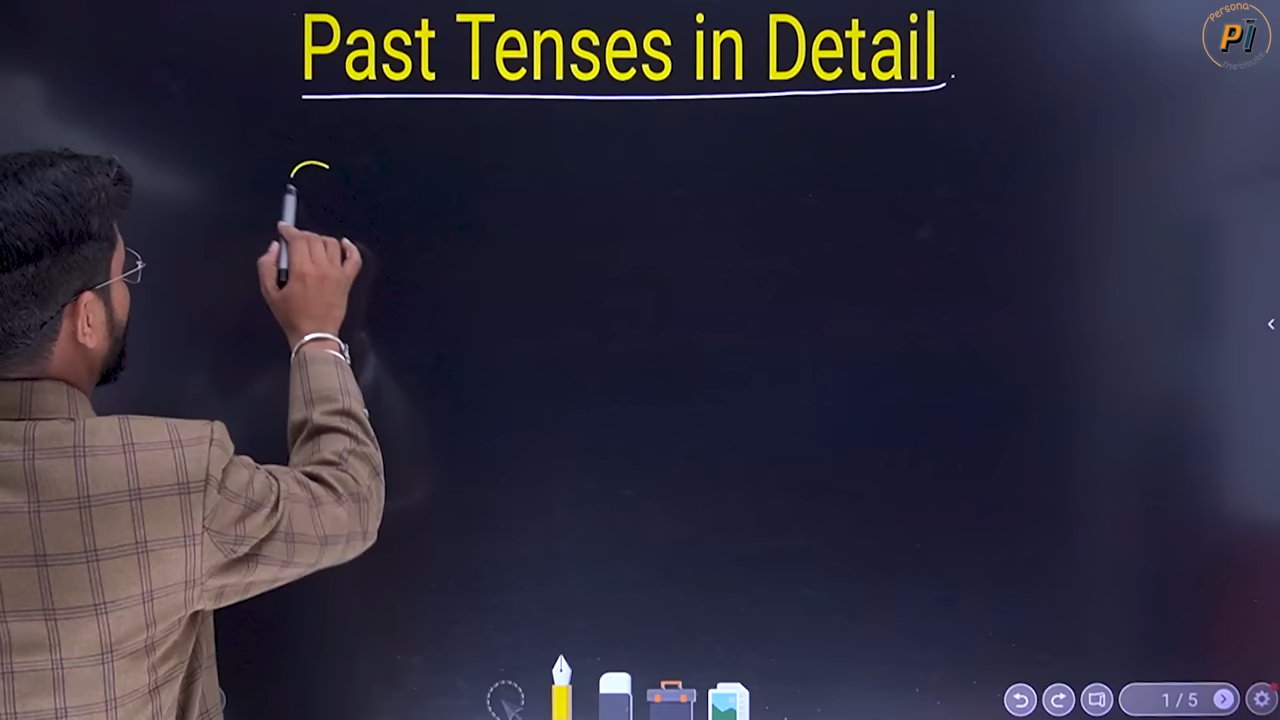 Past Tenses in Detail
Persona
PI
Institute
1 / 5